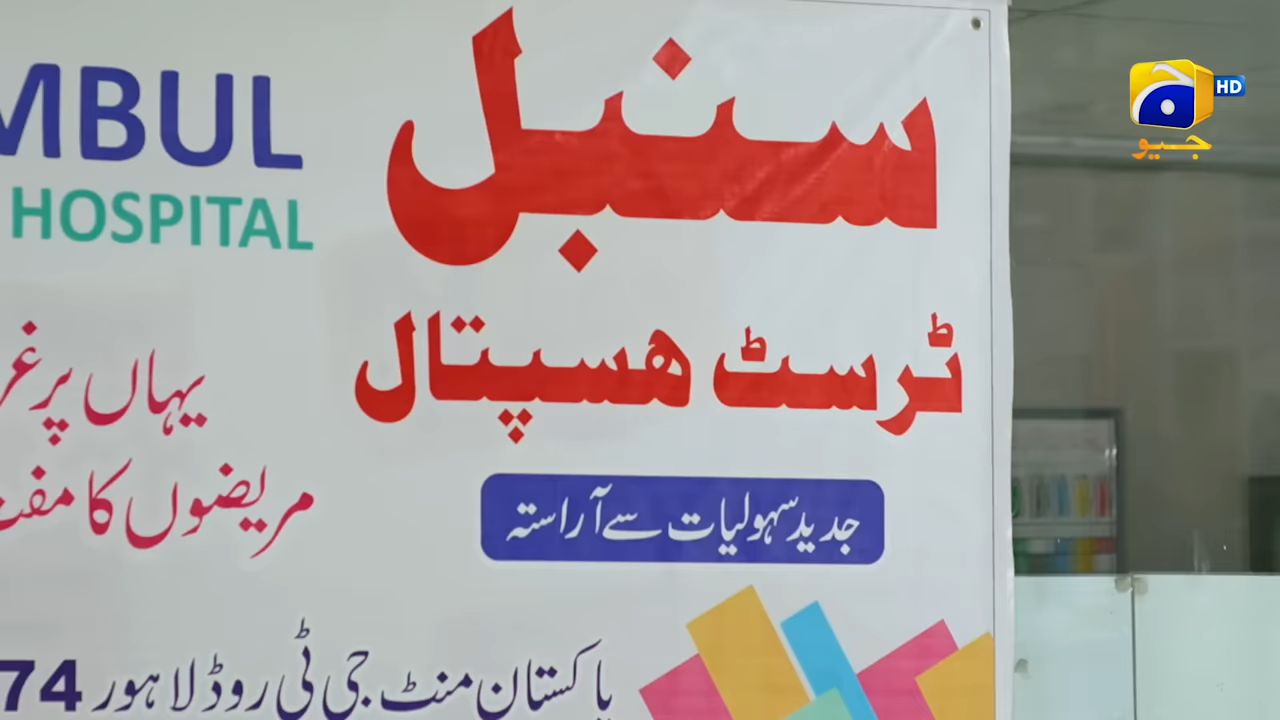 سنبل
ٹرسٹ ھسپتال
جدید سہولیات سے آراستہ
MBUL
HOSPITAL
یہاں پر
مریضوں کا
پاکستان منٹ جی ٹی روڈ لاہور 74
HD
جیو